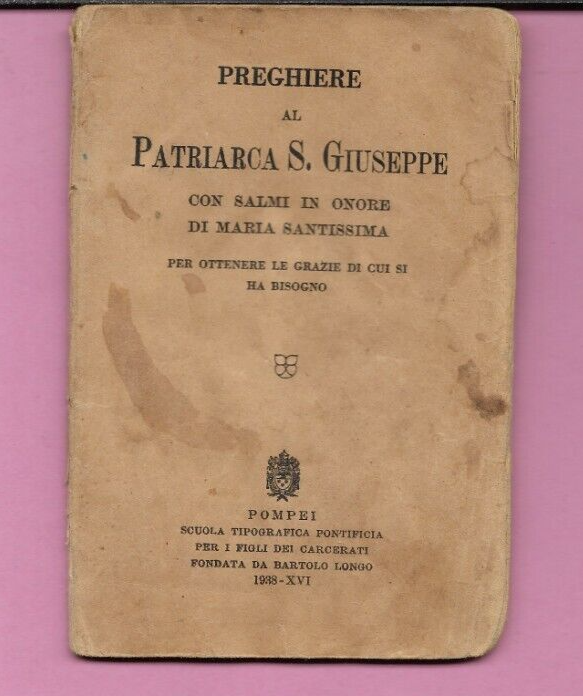 PREGHIERE
AL
PATRIARCA S. GIUSEPPE
CON SALMI IN ONORE
DI MARIA SANTISSIMA
PER OTTENERE LE GRAZIE DI CUI SI
HA BISOGNO
POMPEI
SCUOLA TIPOGRAFICA PONTIFICIA
PER I FIGLI DEI CARCERATI
FONDATA DA BARTOLO LONGO
1938-XVI